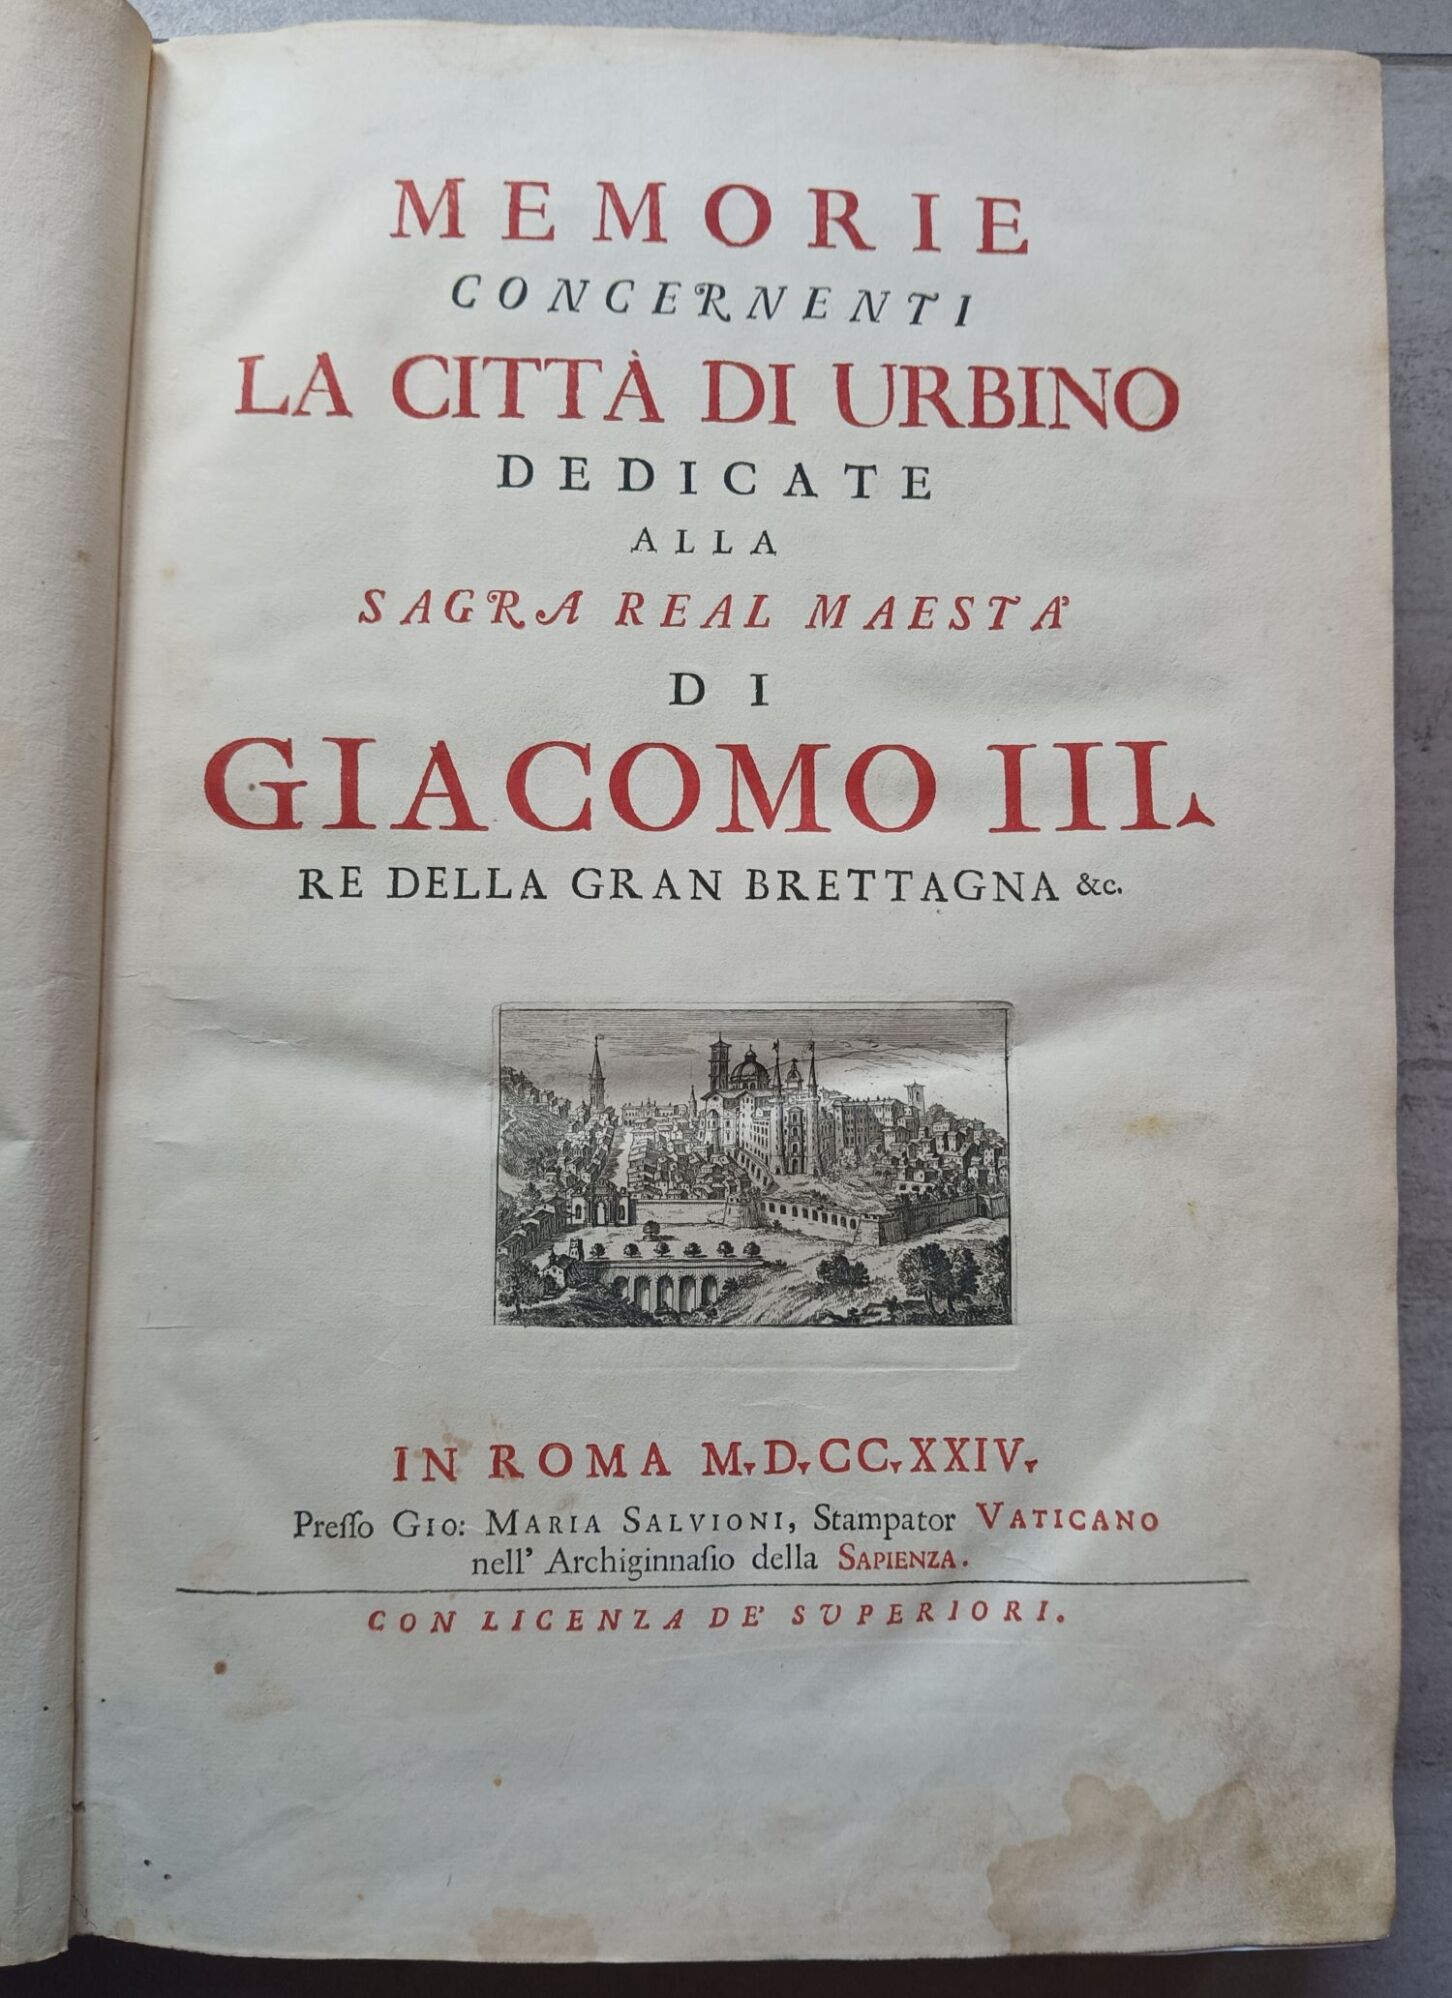 MEMORIE
CONCERNENTI
LA CITTÀ DI URBINO
DEDICATE
ALLA
SAGRA REAL MAESTA'
DI
GIACOMO III.
RE DELLA GRAN BRETTAGNA &c.
IN ROMA M.D.CC.XXIV.
Preſſo GIO: MARIA SALVIONI, Stampator VATICANO
nell' Archiginnaſio della SAPIENZA.
CON LICENZA DE' SUPERIORI.